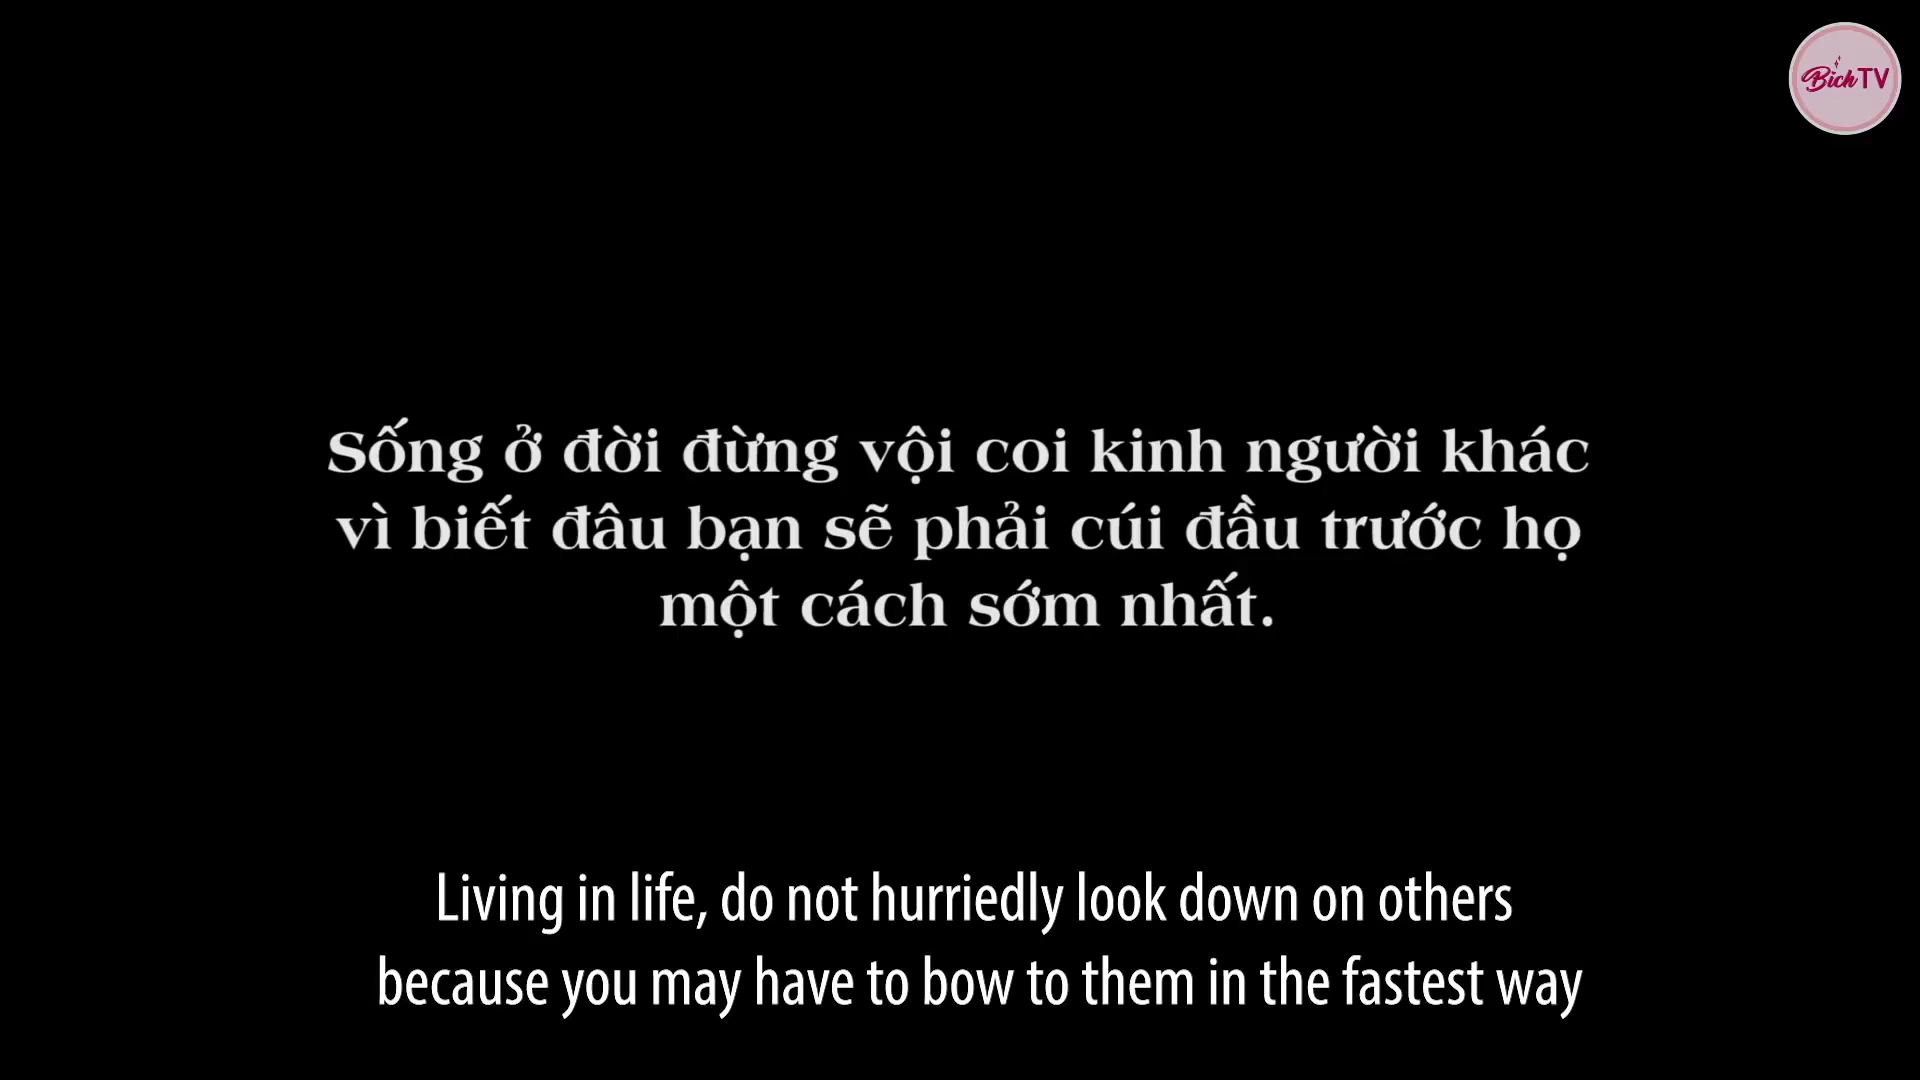 BichTV
Sống ở đời đừng vội coi kinh người khác
vì biết đâu bạn sẽ phải cúi đầu trước họ
một cách sớm nhất.
Living in life, do not hurriedly look down on others
because you may have to bow to them in the fastest way